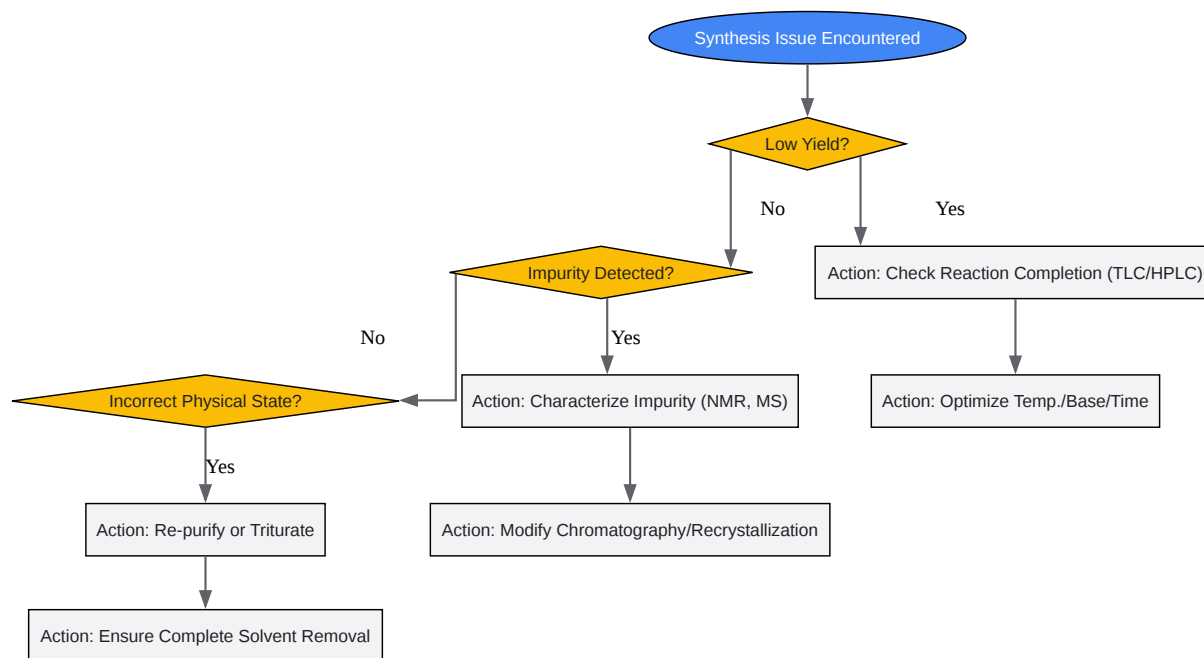 Synthesis Issue Encountered
Low Yield?
No
Yes
Impurity Detected?
Action: Check Reaction Completion (TLC/HPLC)
No
Yes
Incorrect Physical State?
Action: Characterize Impurity (NMR, MS)
Action: Optimize Temp./Base/Time
Yes
Action: Re-purify or Triturate
Action: Modify Chromatography/Recrystallization
Action: Ensure Complete Solvent Removal